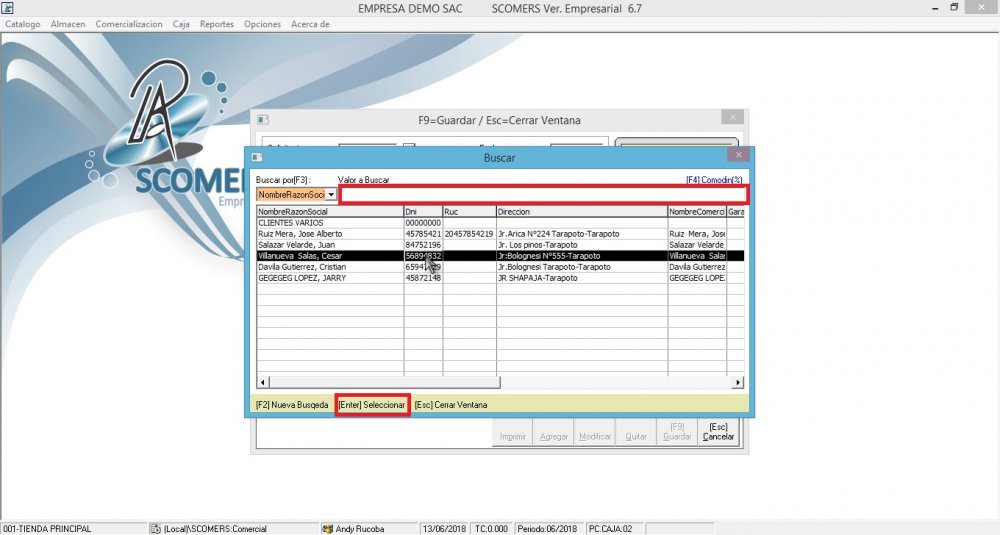 EMPRESA DEMO SAC SCOMERS Ver. Empresarial 6.7
Catalogo Almacen Comercializacion Caja Reportes Opciones Acerca de
F9=Guardar / Esc=Cerrar Ventana
Buscar
Buscar por[F3] : Valor a Buscar [F4] Comodin(%)
NombreRazonSoci
SCOMERS
NombreRazonSocial Dni Ruc Direccion NombreComerci Gara
CLIENTES VARIOS 00000000
Ruiz Mera, Jose Alberto 45785421 20457854219 Jr.Arica N°224 Tarapoto-Tarapoto Ruiz Mera, Jose
Salazar Velarde, Juan 84752196 Jr. Los pinos-Tarapoto Salazar Velarde
Villanueva Salas, Cesar Jr:Bolognesi N°555-Tarapoto Villanueva Salas
Davila Gutierrez, Cristian Jr.Bolognesi Tarapoto-Tarapoto Davila Gutierrez
GEGEGEG LOPEZ, JARRY 45872148 JR SHAPAJA-Tarapoto GEGEGEG LOPE
[F2] Nueva Busqeda [Enter] Seleccionar [Esc] Cerrar Ventana
Imprimir Agregar Modificar Quitar [F9] Guardar [Esc] Cancelar
001-TIENDA PRINCIPAL (Local)\SCOMERS:Comercial Andy Rucoba 13/06/2018 TC:0.000 Periodo:06/2018 PC.CAJA:02